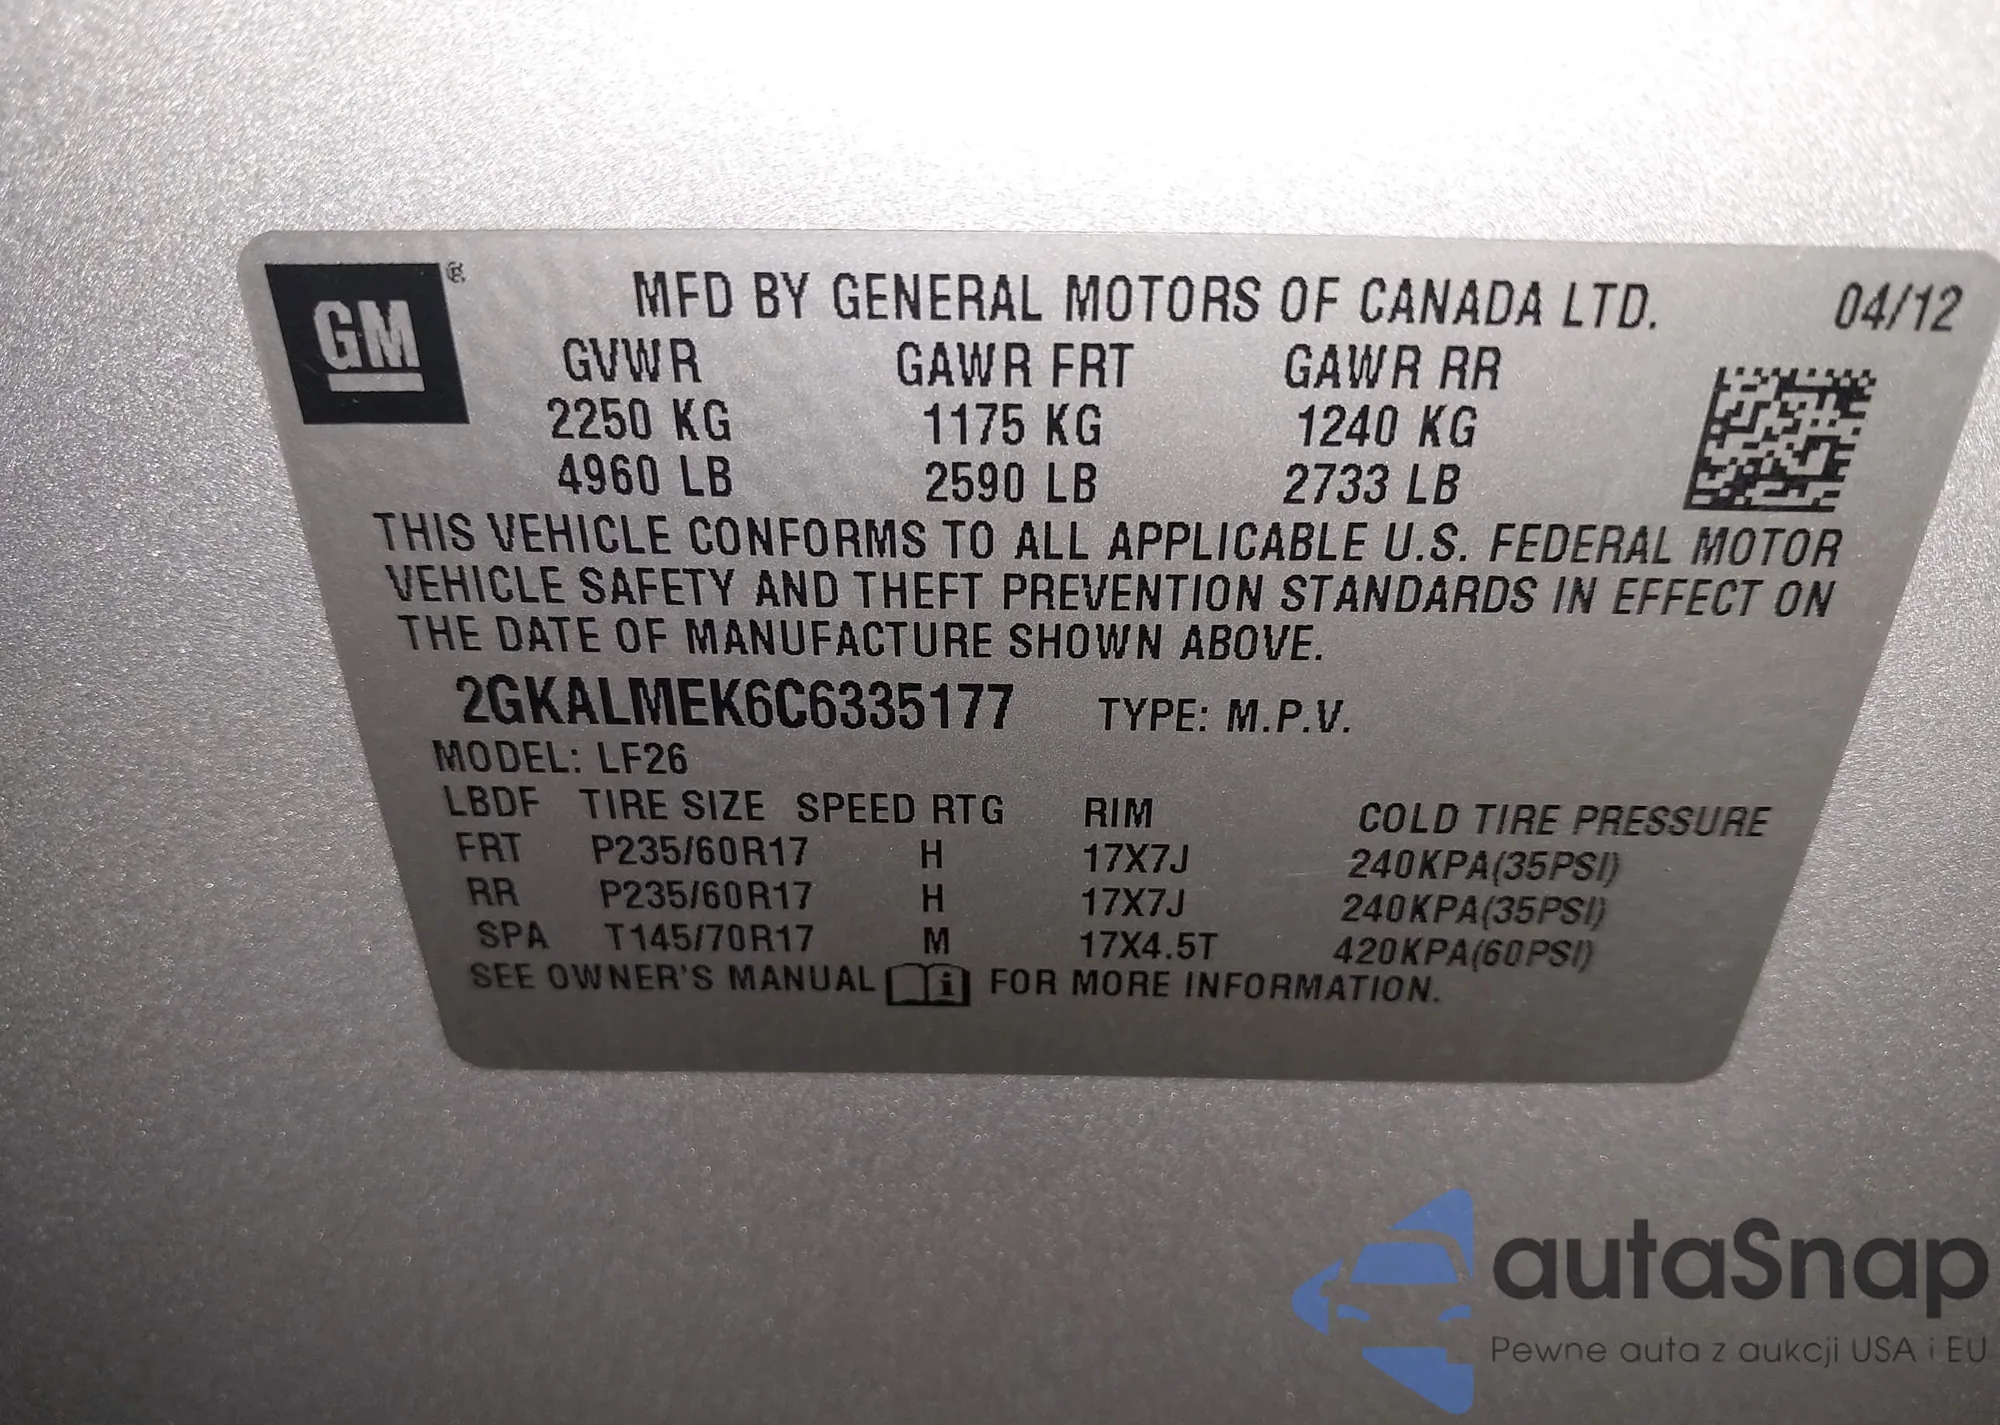 GM ®
MFD BY GENERAL MOTORS OF CANADA LTD. 04/12
GVWR GAWR FRT GAWR RR
2250 KG 1175 KG 1240 KG
4960 LB 2590 LB 2733 LB
THIS VEHICLE CONFORMS TO ALL APPLICABLE U.S. FEDERAL MOTOR
VEHICLE SAFETY AND THEFT PREVENTION STANDARDS IN EFFECT ON
THE DATE OF MANUFACTURE SHOWN ABOVE.
2GKALMEK6C6335177 TYPE: M.P.V.
MODEL: LF26
LBDF TIRE SIZE SPEED RTG RIM COLD TIRE PRESSURE
FRT P235/60R17 H 17X7J 240KPA(35PSI)
RR P235/60R17 H 17X7J 240KPA(35PSI)
SPA T145/70R17 M 17X4.5T 420KPA(60PSI)
SEE OWNER'S MANUAL i FOR MORE INFORMATION.
autaSnap
Pewne auta z aukcji USA i EU